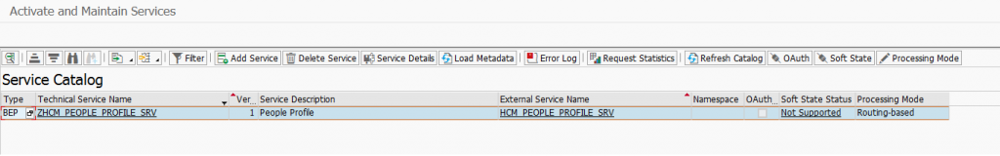 Activate and Maintain Services
Filter Add Service Delete Service Service Details Load Metadata Error Log Request Statistics Refresh Catalog OAuth Soft State Processing Mode
Service Catalog
Type Technical Service Name Ver... Service Description External Service Name Namespace OAuth... Soft State Status Processing Mode
BEP ZHCM_PEOPLE_PROFILE_SRV 1 People Profile HCM_PEOPLE_PROFILE_SRV Not Supported Routing-based